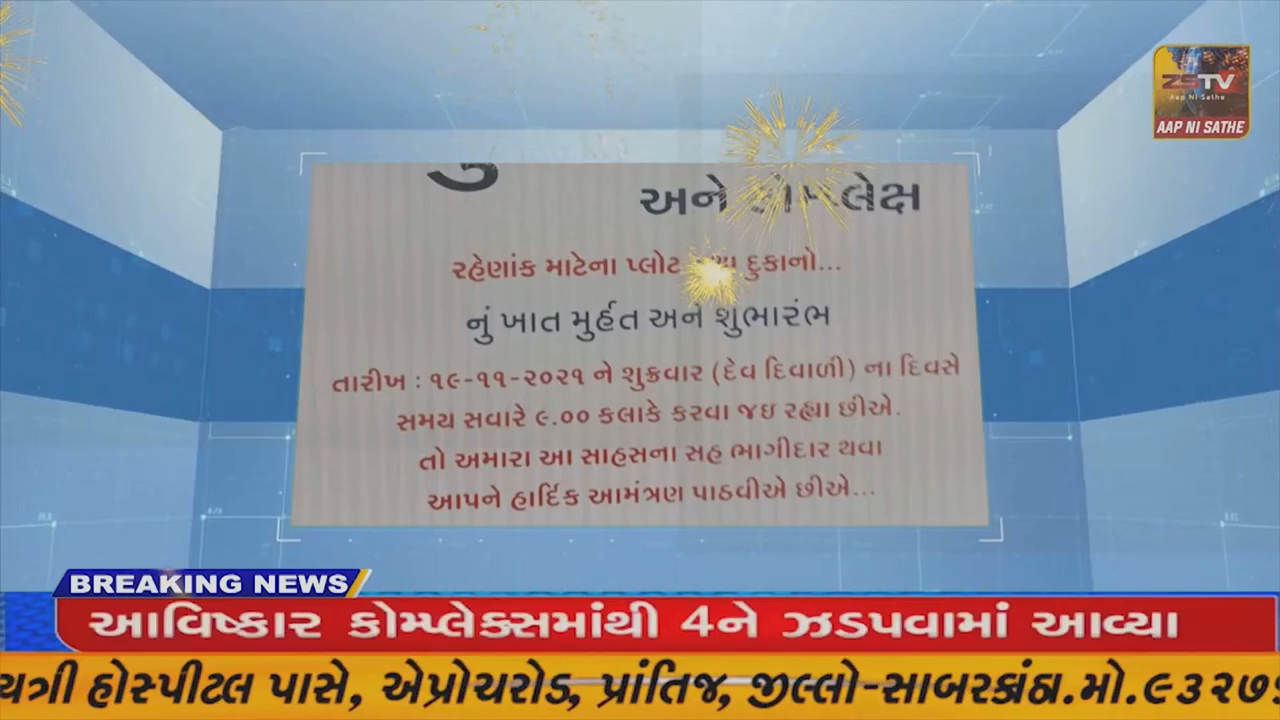 ZSTV
Aap Ni Sathe
AAP NI SATHE
અને
રહેણાંક માટેના પ્લોટ દુકાનો...
નું ખાત મુર્હત અને શુભારંભ
તારીખ : ૧૯-૧૧-૨૦૨૧ ને શુક્રવાર (દેવ દિવાળી) ના દિવસે
સમય સવારે ૯.૦૦ કલાકે કરવા જઇ રહ્યા છીએ.
તો અમારા આ સાહસના સહ ભાગીદાર થવા
આપને હાર્દિક આમંત્રણ પાઠવીએ છીએ...
BREAKING NEWS
આવિષ્કાર કોમ્પ્લેક્સમાંથી 4ને ઝડપવામાં આવ્યા
હોસ્પીટલ પાસે, એપ્રોચરોડ, પ્રાંતિજ, જીલ્લો-સાબરકાંઠા.મો.૯૩૨૭